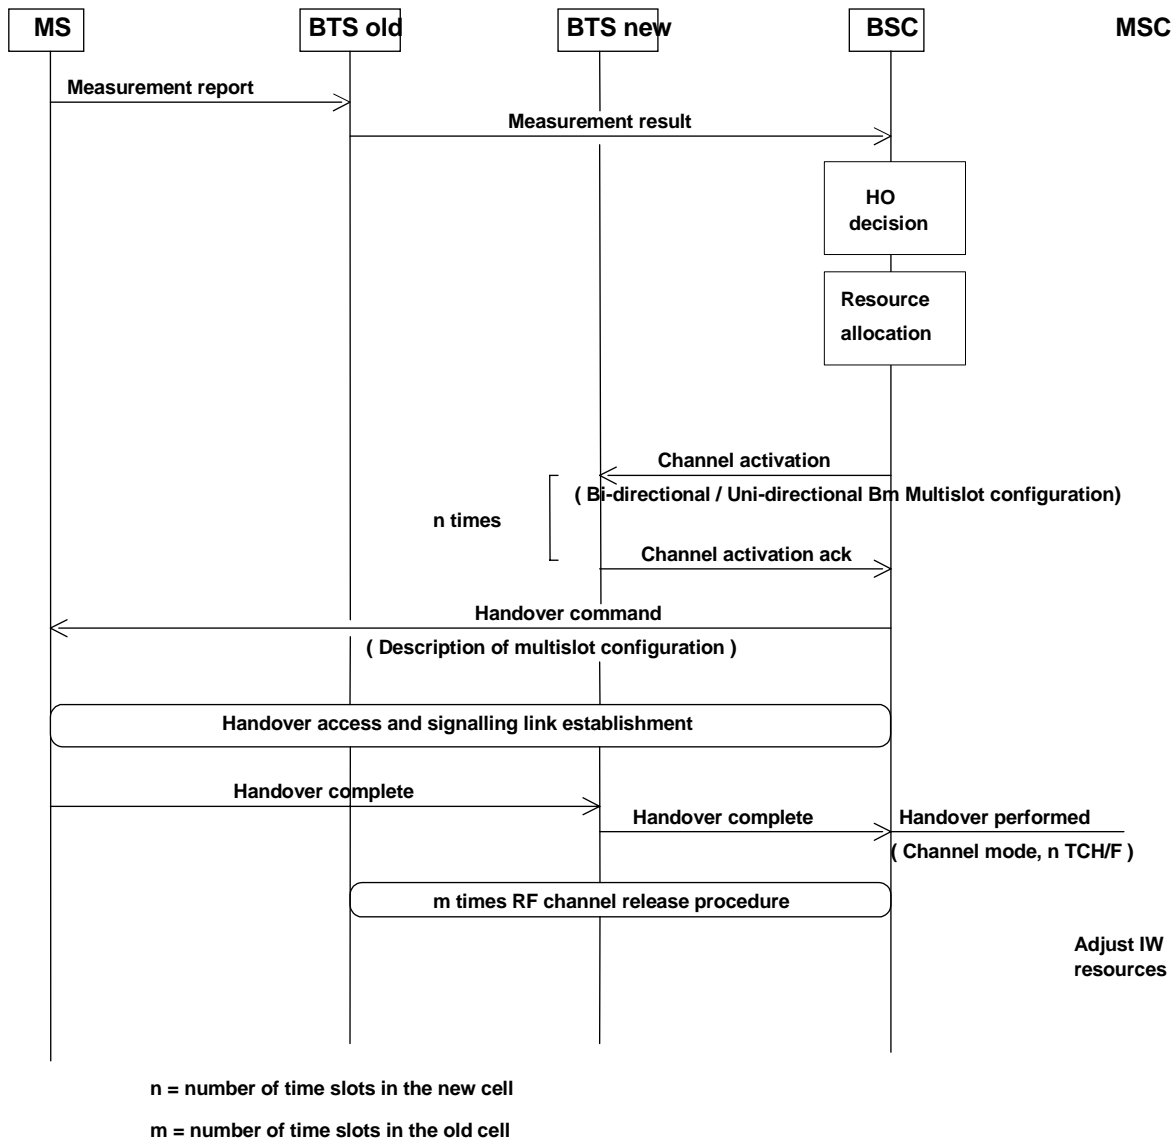 MS
BTS old
BTS new
BSC
MSC
Measurement report
Measurement result
HO
decision
Resource
allocation
Channel activation
( Bi-directional / Uni-directional Bm Multislot configuration)
n times
Channel activation ack
Handover command
( Description of multislot configuration )
Handover access and signalling link establishment
Handover complete
Handover complete
Handover performed
( Channel mode, n TCH/F )
m times RF channel release procedure
Adjust IW
resources
n = number of time slots in the new cell
m = number of time slots in the old cell